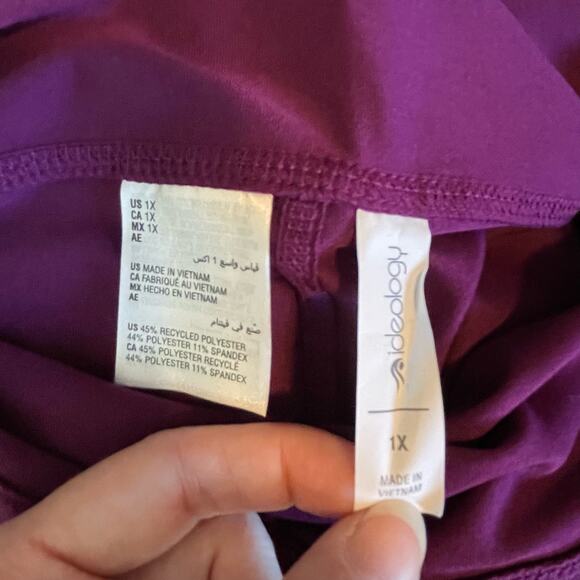 US 1X
CA 1X
MX 1X
AE
قياس واسع 1 اكس
US MADE IN VIETNAM
CA FABRIQUÉ AU VIETNAM
MX HECHO EN VIETNAM
AE
صنع في فيتنام
US 45% RECYCLED POLYESTER
44% POLYESTER 11% SPANDEX
CA 45% POLYESTER RECYCLÉ
44% POLYESTER 11% SPANDEX
ideology
1X
MADE IN
VIETNAM